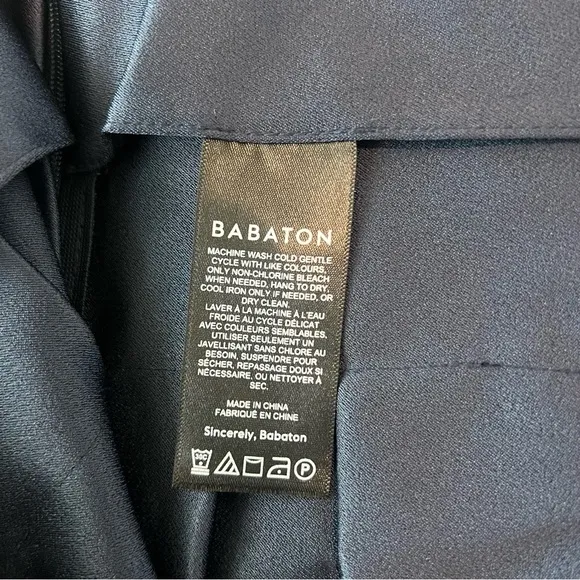 BABATON
MACHINE WASH COLD GENTLE
CYCLE WITH LIKE COLOURS,
ONLY NON-CHLORINE BLEACH
WHEN NEEDED, HANG TO DRY,
COOL IRON ONLY IF NEEDED, OR
DRY CLEAN.
LAVER À LA MACHINE À L'EAU
FROIDE AU CYCLE DÉLICAT
AVEC COULEURS SEMBLABLES.
UTILISER SEULEMENT UN
JAVELLISANT SANS CHLORE AU
BESOIN, SUSPENDRE POUR
SÉCHER, REPASSAGE DOUX SI
NÉCESSAIRE, OU NETTOYER À
SEC.
MADE IN CHINA
FABRIQUÉ EN CHINE
Sincerely, Babaton
30C P